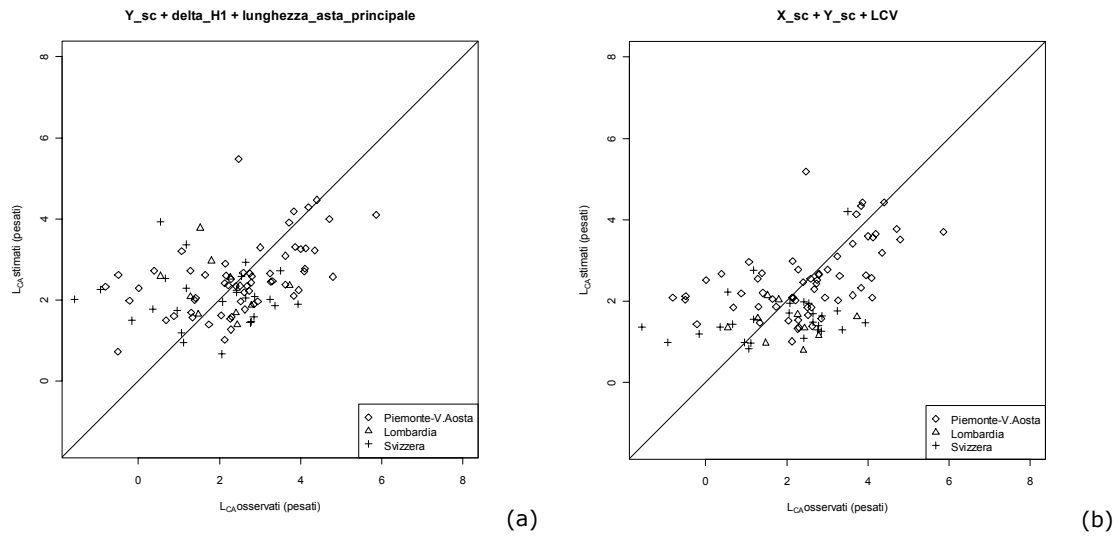 Y_sc + delta_H1 + lunghezza_asta_principale
8
6
4
2
0
L_CA stimati (pesati)
Piemonte-V.Aosta
Lombardia
Svizzera
0 2 4 6 8
L_CA osservati (pesati)
(a)
X_sc + Y_sc + LCV
8
6
4
2
0
L_CA stimati (pesati)
Piemonte-V.Aosta
Lombardia
Svizzera
0 2 4 6 8
L_CA osservati (pesati)
(b)